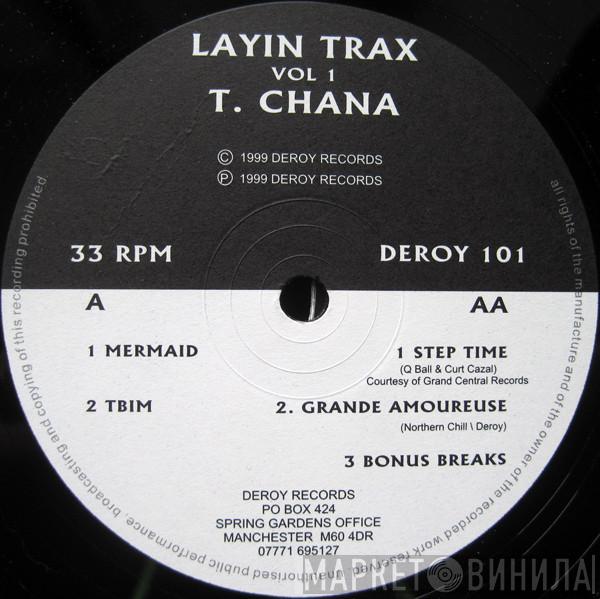 LAYIN TRAX
VOL 1
T. CHANA
© 1999 DEROY RECORDS
℗ 1999 DEROY RECORDS
33 RPM
DEROY 101
A
AA
1 MERMAID
2 TBIM
1 STEP TIME
(Q Ball & Curt Cazal)
Courtesy of Grand Central Records
2. GRANDE AMOUREUSE
(Northern Chill \ Deroy)
3 BONUS BREAKS
DEROY RECORDS
PO BOX 424
SPRING GARDENS OFFICE
MANCHESTER M60 4DR
07771 695127
all rights of the manufacture and of the owner of the recorded work reserved. unauthorised public performance, broadcasting and copying of this recording prohibited.
МАРКЕТ ВИНИЛА